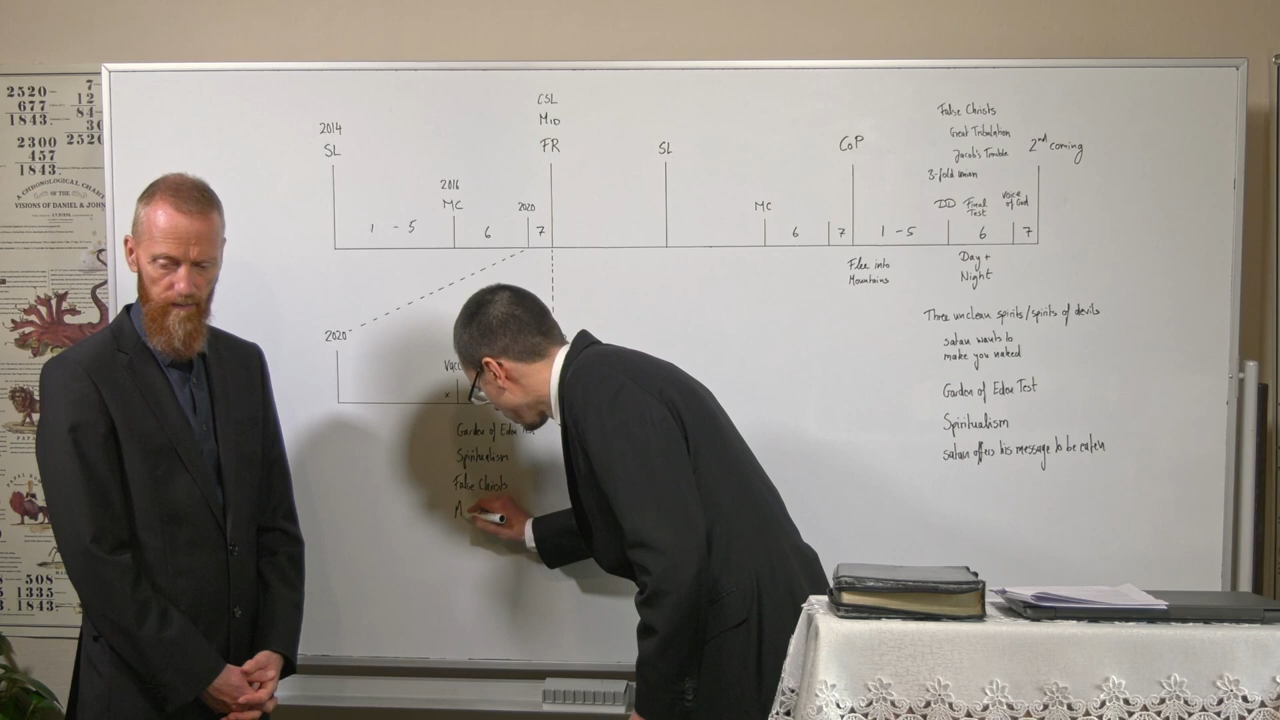 2520
677
1843.
2300
457
1843.
7
12
84
30
2520
A CHRONOLOGICAL CHART
OF THE
VISIONS OF DANIEL & JOHN
508
1335
1843.
CSL
MID
FR
2014
SL
SL
CoP
False Christs
Great Tribulation
Jacob's Trouble
3-fold union
2nd coming
2016
MC
2020
MC
DD
Final
Test
Voice
of God
1 - 5
6
7
6
7
1 - 5
6
7
Flee into
Mountains
Day +
Night
2020
Vacc
x
Garden of Eden
Spiritualism
False Christs
M
Three unclean spirits/spirits of devils
satan wants to
make you naked
Garden of Eden Test
Spiritualism
satan offers his message to be eaten